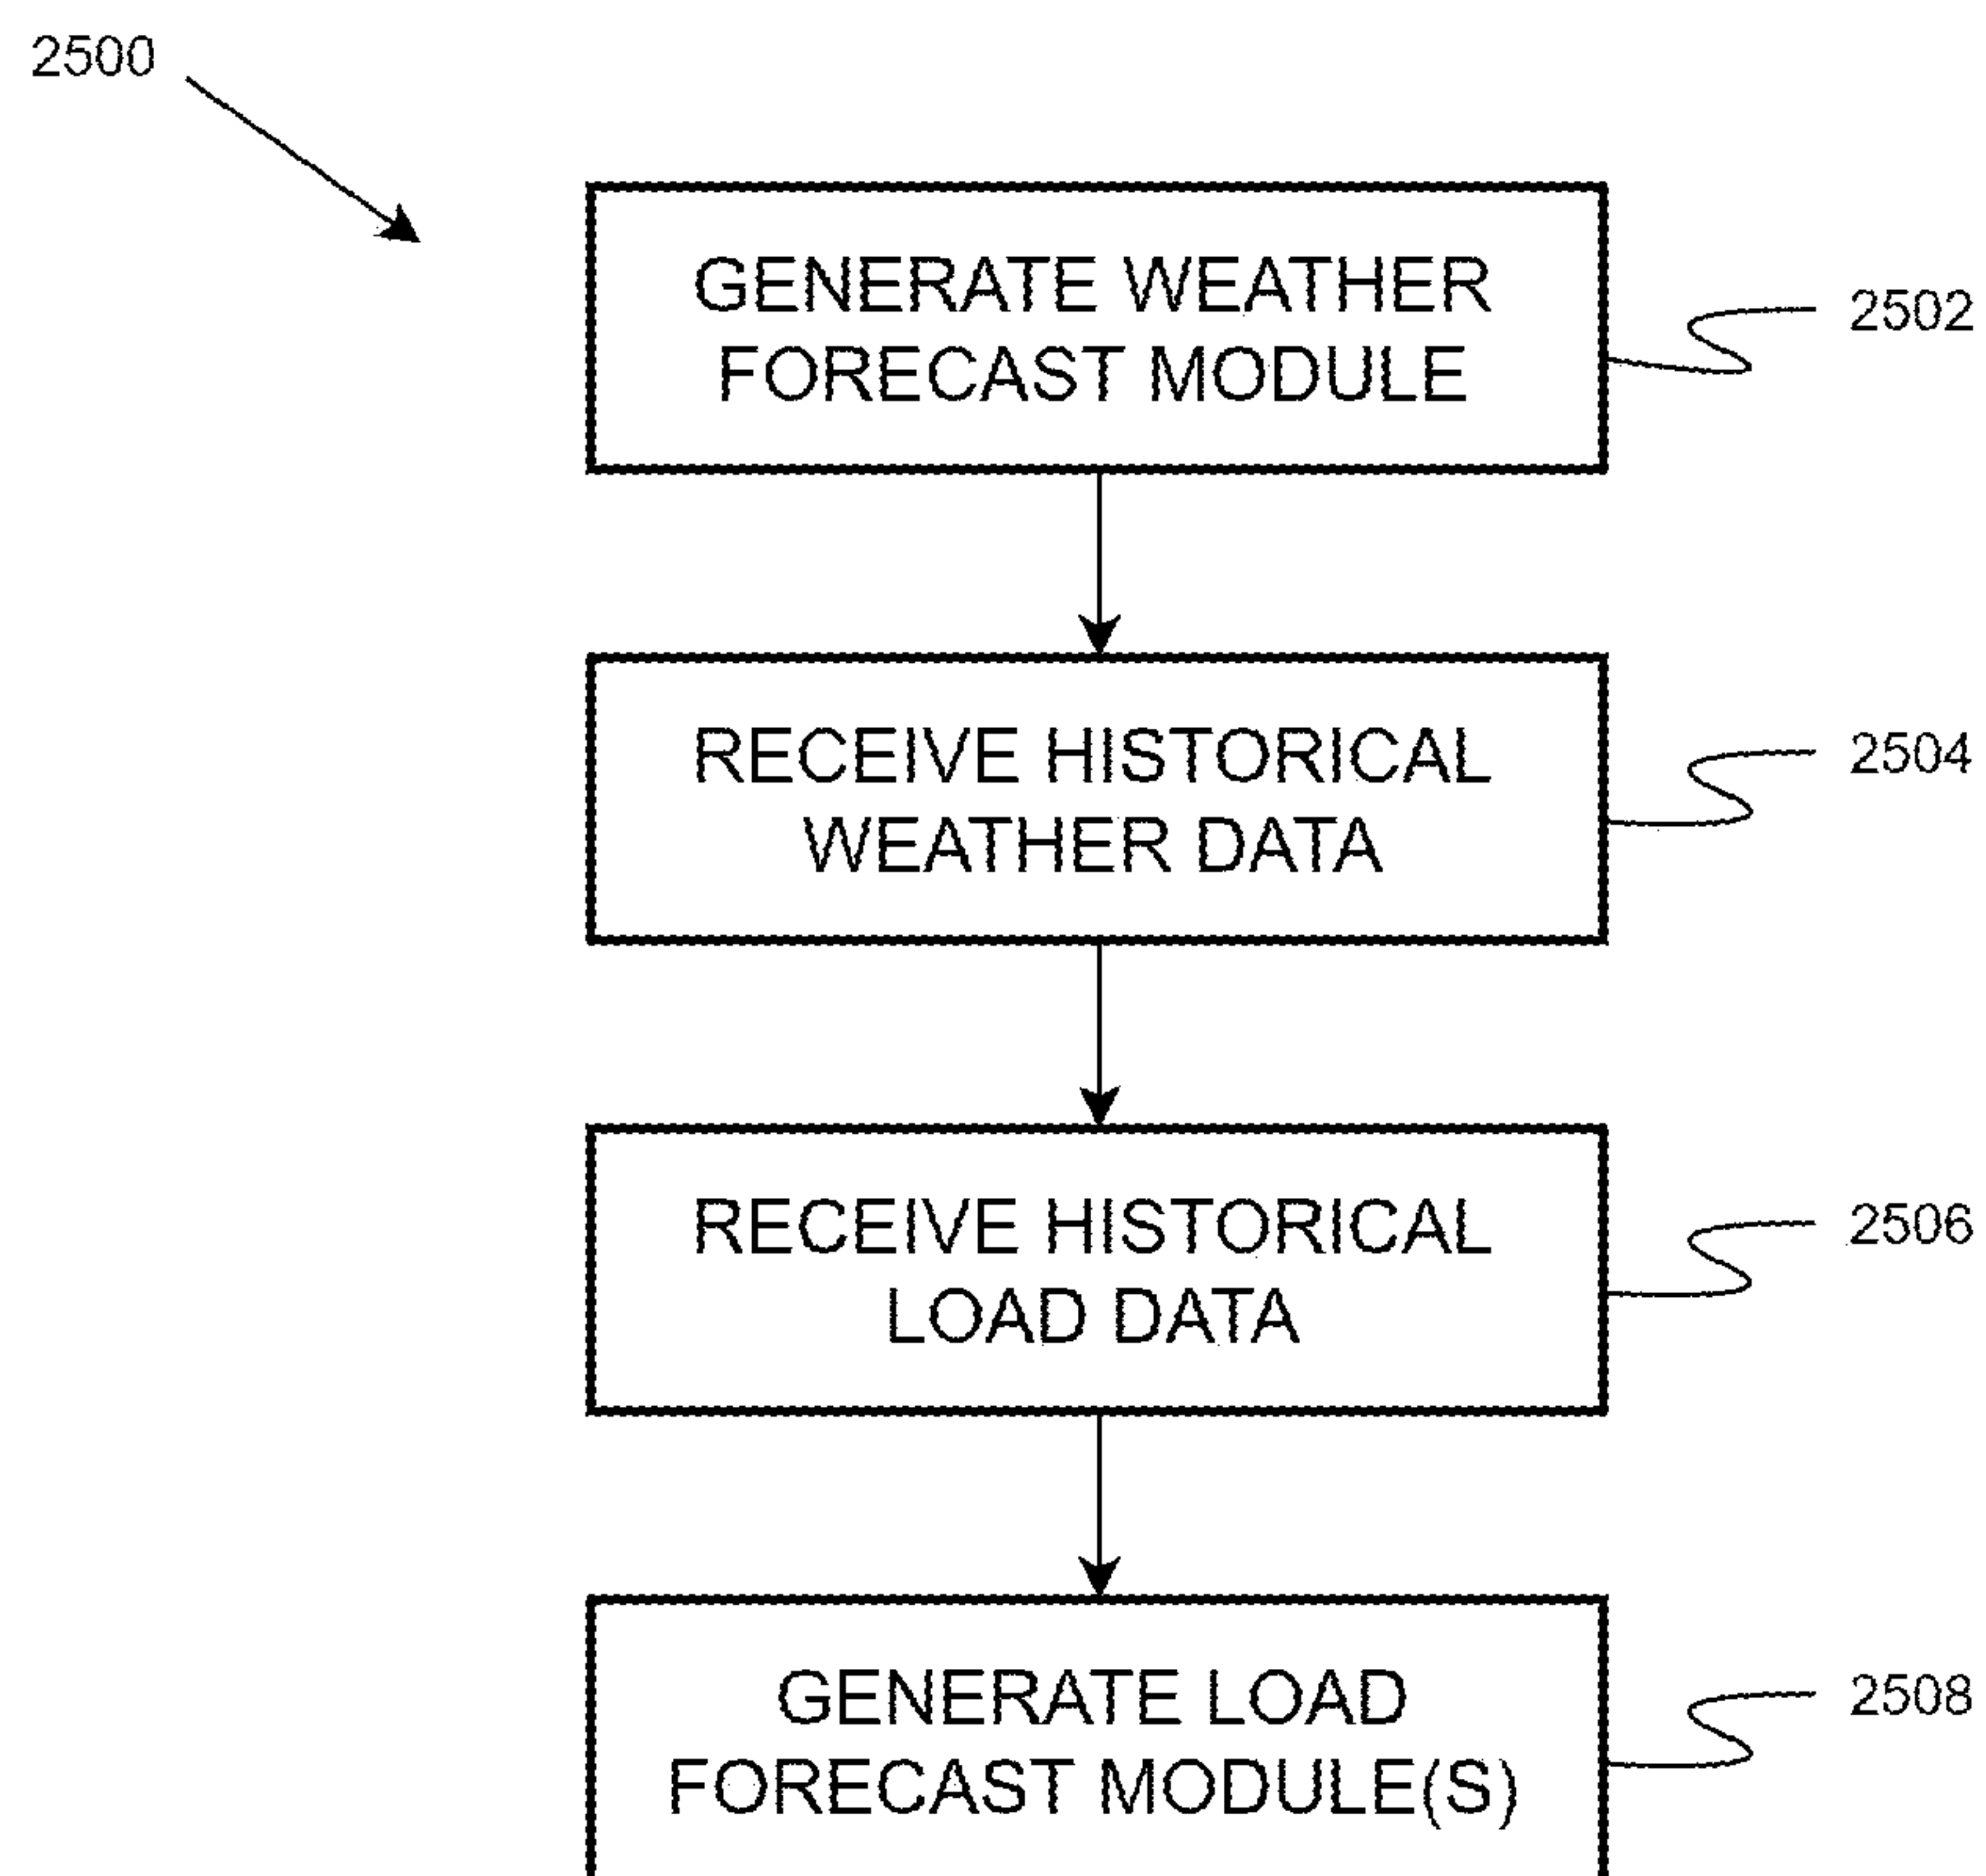 2500
GENERATE WEATHER
FORECAST MODULE
2502
RECEIVE HISTORICAL
WEATHER DATA
2504
RECEIVE HISTORICAL
LOAD DATA
2506
GENERATE LOAD
FORECAST MODULE(S)
2508